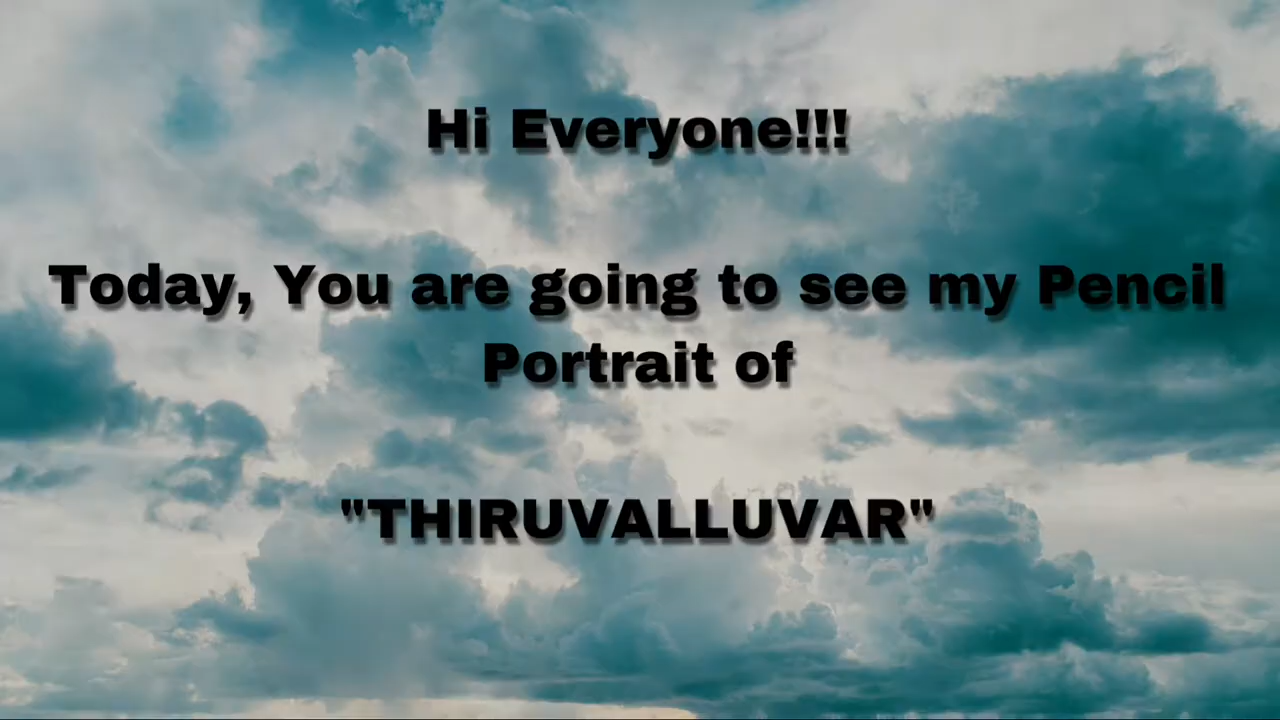 Hi Everyone!!!
Today, You are going to see my Pencil
Portrait of
"THIRUVALLUVAR"